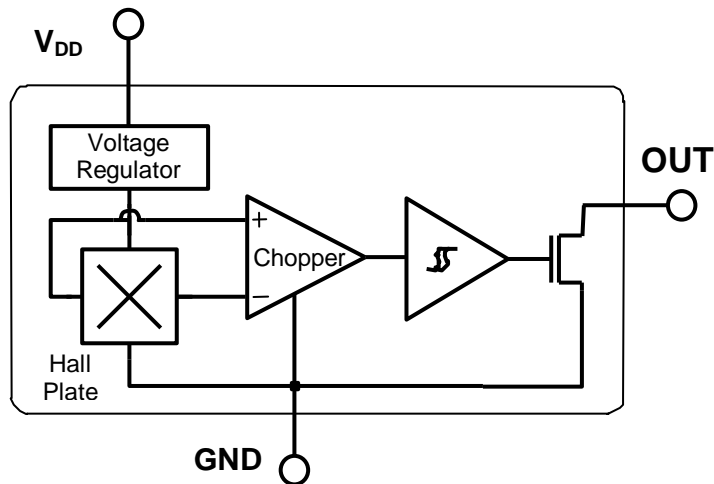 VDD
Voltage
Regulator
OUT
+
Chopper
−
Hall
Plate
GND